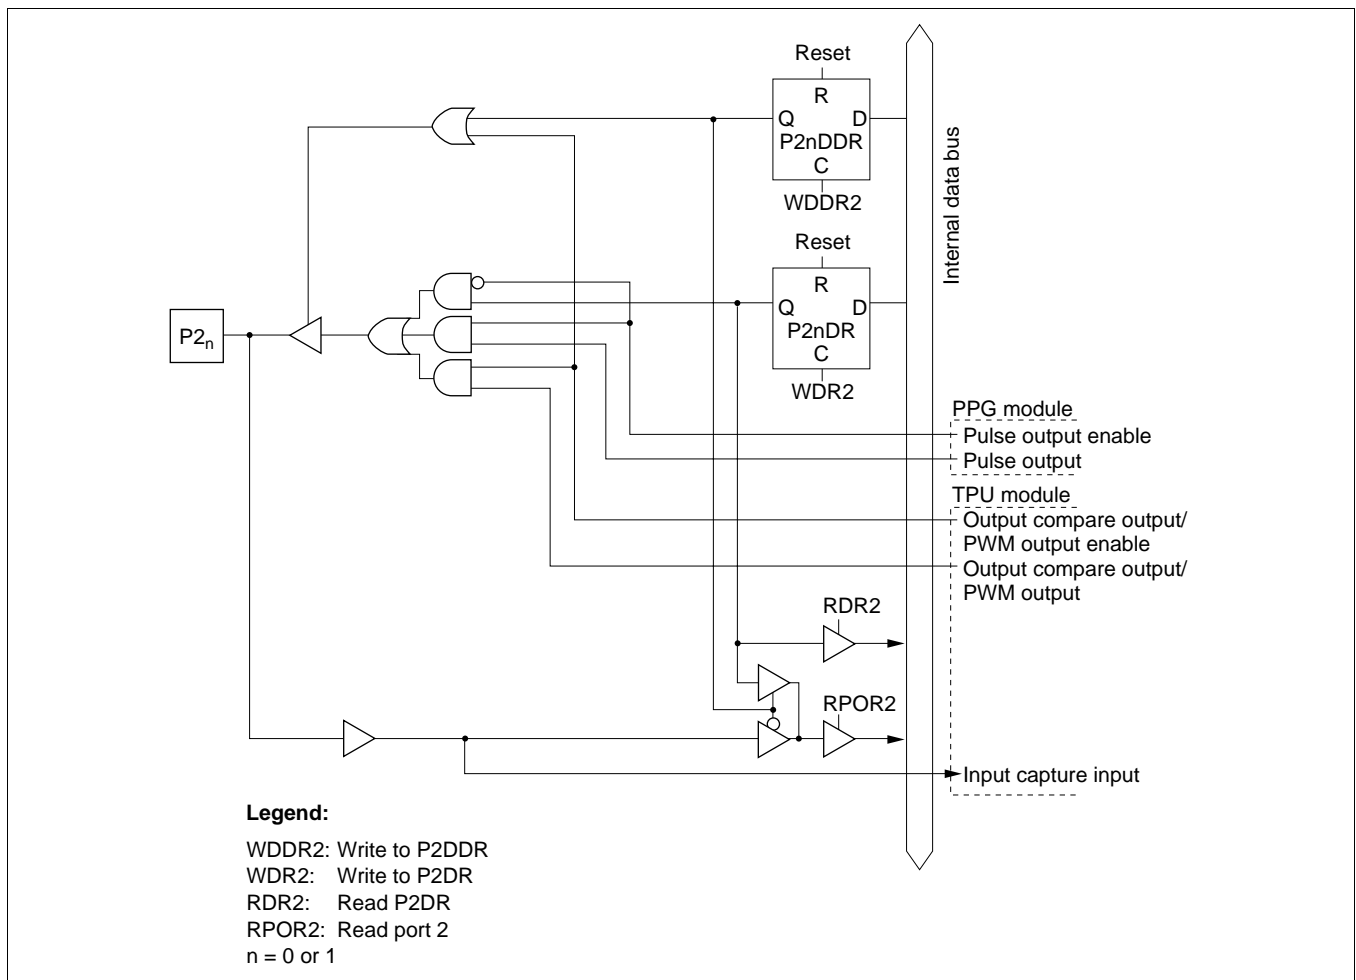 Reset
R
Q D
P2nDDR
C
WDDR2
Internal data bus
Reset
R
Q D
P2nDR
C
WDR2
P2n
PPG module
Pulse output enable
Pulse output
TPU module
Output compare output/
PWM output enable
Output compare output/
PWM output
RDR2
RPOR2
Input capture input
Legend:
WDDR2: Write to P2DDR
WDR2: Write to P2DR
RDR2: Read P2DR
RPOR2: Read port 2
n = 0 or 1